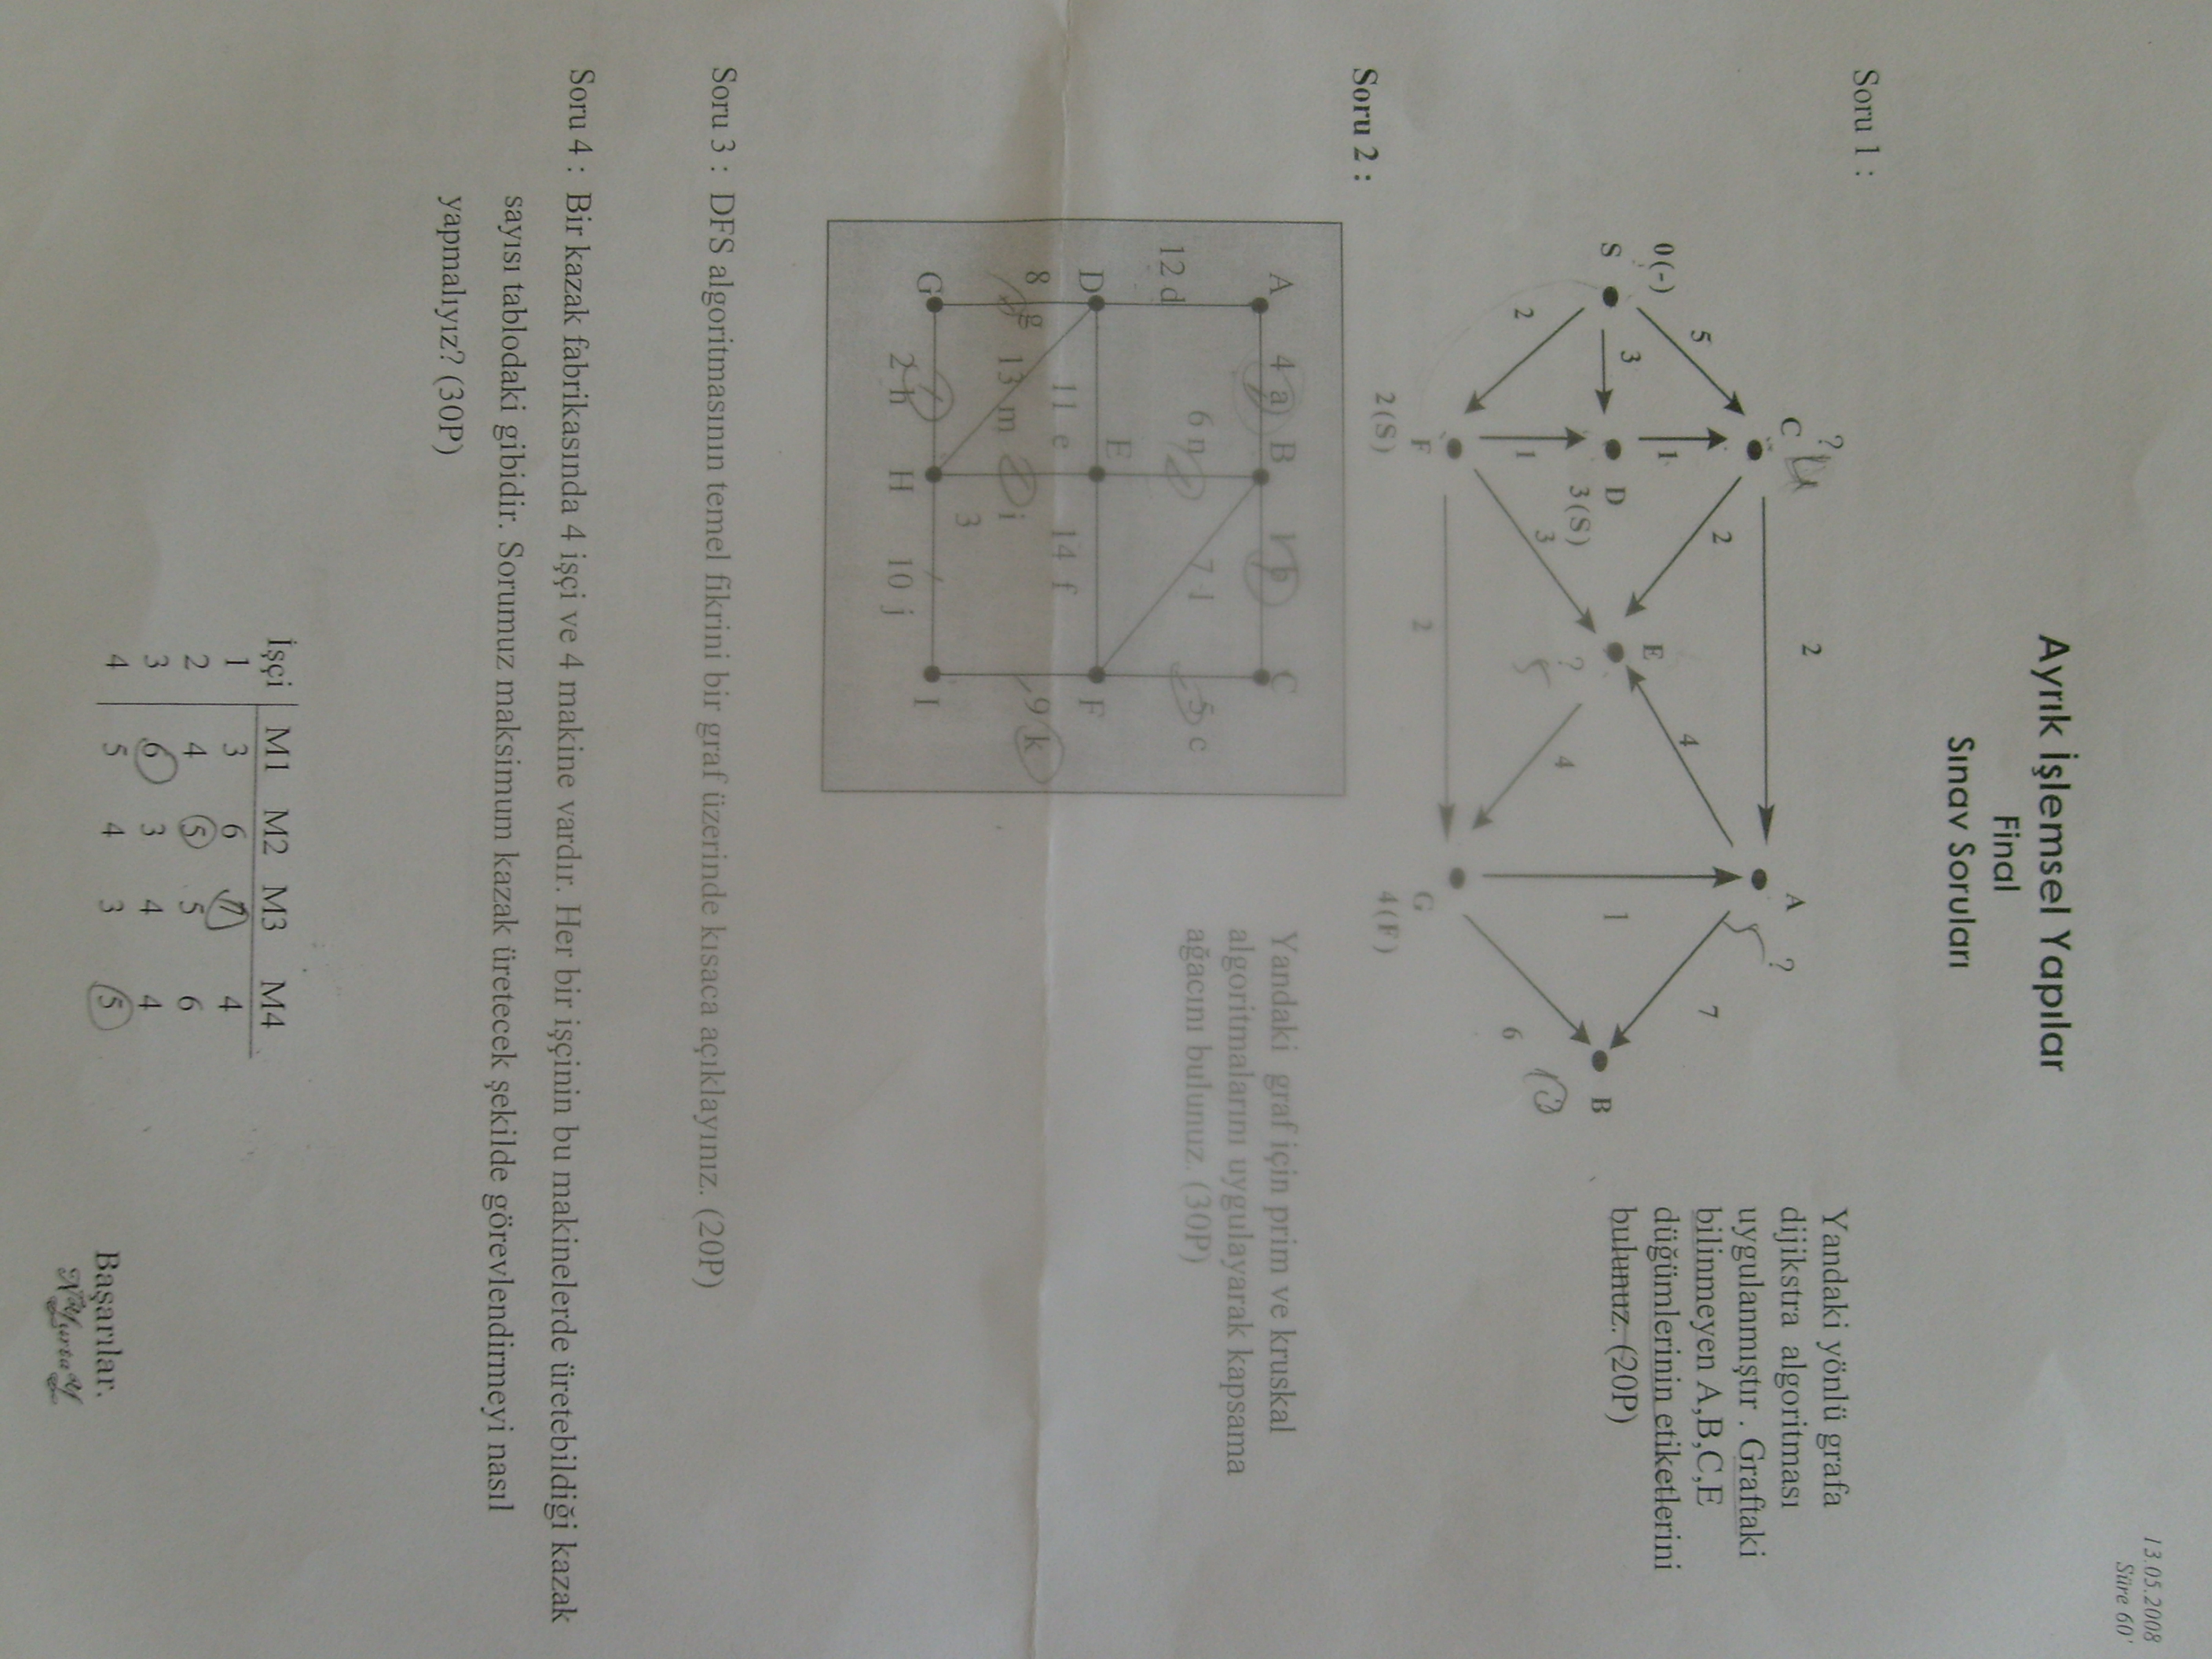 13.05.2008
Süre 60'
Ayrık İşlemsel Yapılar
Final
Sınav Soruları
Soru 1 :
Yandaki yönlü grafa
dijikstra algoritması
uygulanmıştır . Graftaki
bilinmeyen A,B,C,E
düğümlerinin etiketlerini
bulunuz. (20P)
? 4
C
2
A
?
5
5
2
7
4
0(-)
1
E
S
3
D
B
3(S)
?
1
4
3
5
2
1
6
F
2
G
2(S)
4(F)
Soru 2 :
A 4 a B 1 b C
Yandaki graf için prim ve kruskal
algoritmalarını uygulayarak kapsama
ağacını bulunuz. (30P)
6 n 7 l 5 c
12 d
E
D F
11 e 14 f
8 g 9 k
13 m i
3
G I
2 h H 10 j
Soru 3 : DFS algoritmasının temel fikrini bir graf üzerinde kısaca açıklayınız. (20P)
Soru 4 : Bir kazak fabrikasında 4 işçi ve 4 makine vardır. Her bir işçinin bu makinelerde üretebildiği kazak
sayısı tablodaki gibidir. Sorumuz maksimum kazak üretecek şekilde görevlendirmeyi nasıl
yapmalıyız? (30P)
İşçi M1 M2 M3 M4
1 3 6 7 4
2 4 5 5 6
3 6 3 4 4
4 5 4 3 5
Başarılar.
NYurtaY